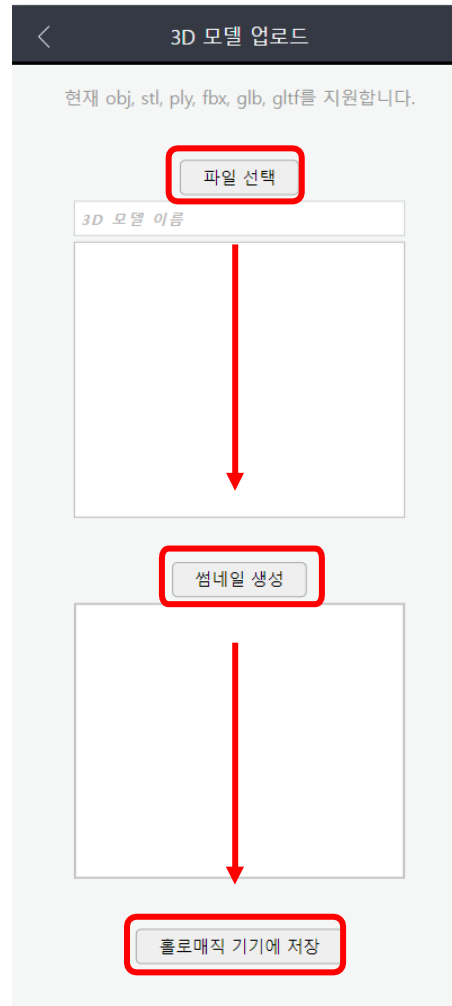 3D 모델 업로드
현재 obj, stl, ply, fbx, glb, gltf를 지원합니다.
파일 선택
3D 모델 이름
썸네일 생성
홀로매직 기기에 저장